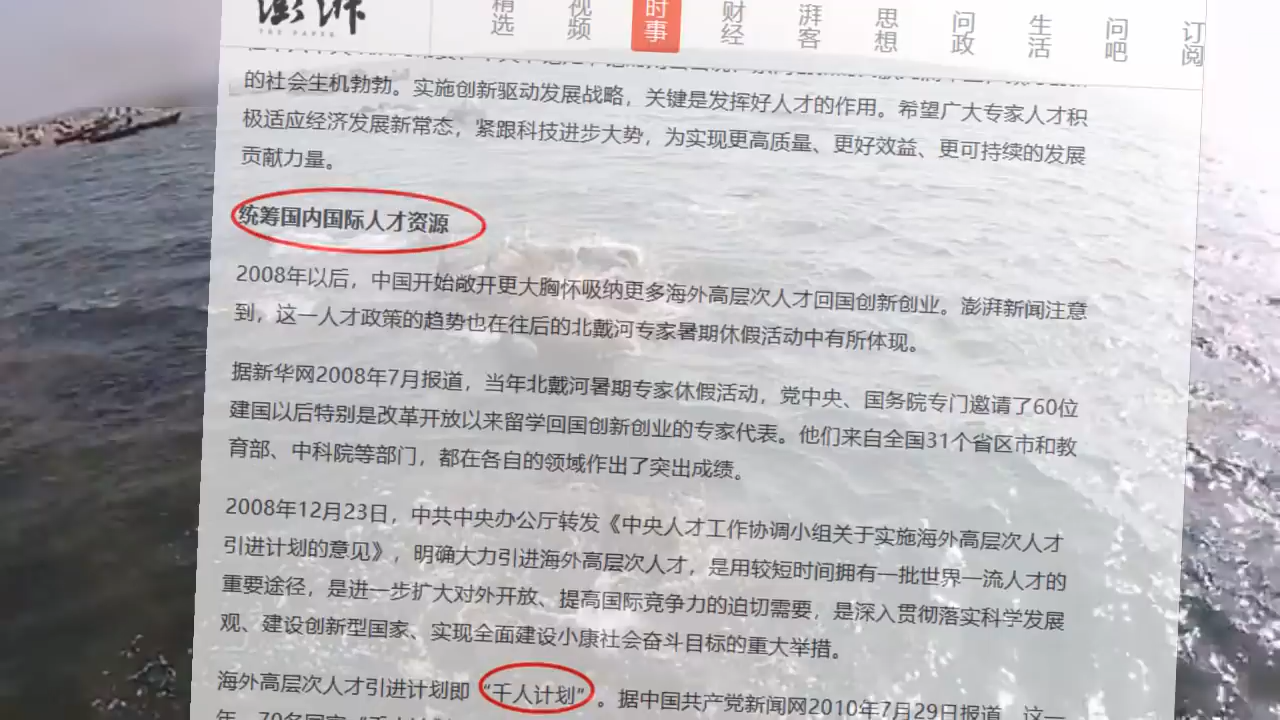 澎湃
THE PAPER
精选 视频 时事 财经 湃客 思想 问政 生活 问吧 订阅
的社会生机勃勃。实施创新驱动发展战略，关键是发挥好人才的作用。希望广大专家人才积
极适应经济发展新常态，紧跟科技进步大势，为实现更高质量、更好效益、更可持续的发展
贡献力量。
统筹国内国际人才资源
2008年以后，中国开始敞开更大胸怀吸纳更多海外高层次人才回国创新创业。澎湃新闻注意
到，这一人才政策的趋势也在往后的北戴河专家暑期休假活动中有所体现。
据新华网2008年7月报道，当年北戴河暑期专家休假活动，党中央、国务院专门邀请了60位
建国以后特别是改革开放以来留学回国创新创业的专家代表。他们来自全国31个省区市和教
育部、中科院等部门，都在各自的领域作出了突出成绩。
2008年12月23日，中共中央办公厅转发《中央人才工作协调小组关于实施海外高层次人才
引进计划的意见》，明确大力引进海外高层次人才，是用较短时间拥有一批世界一流人才的
重要途径，是进一步扩大对外开放、提高国际竞争力的迫切需要，是深入贯彻落实科学发展
观、建设创新型国家、实现全面建设小康社会奋斗目标的重大举措。
海外高层次人才引进计划即“千人计划”。据中国共产党新闻网2010年7月29日报道，这一
年，70名国家“千人计划